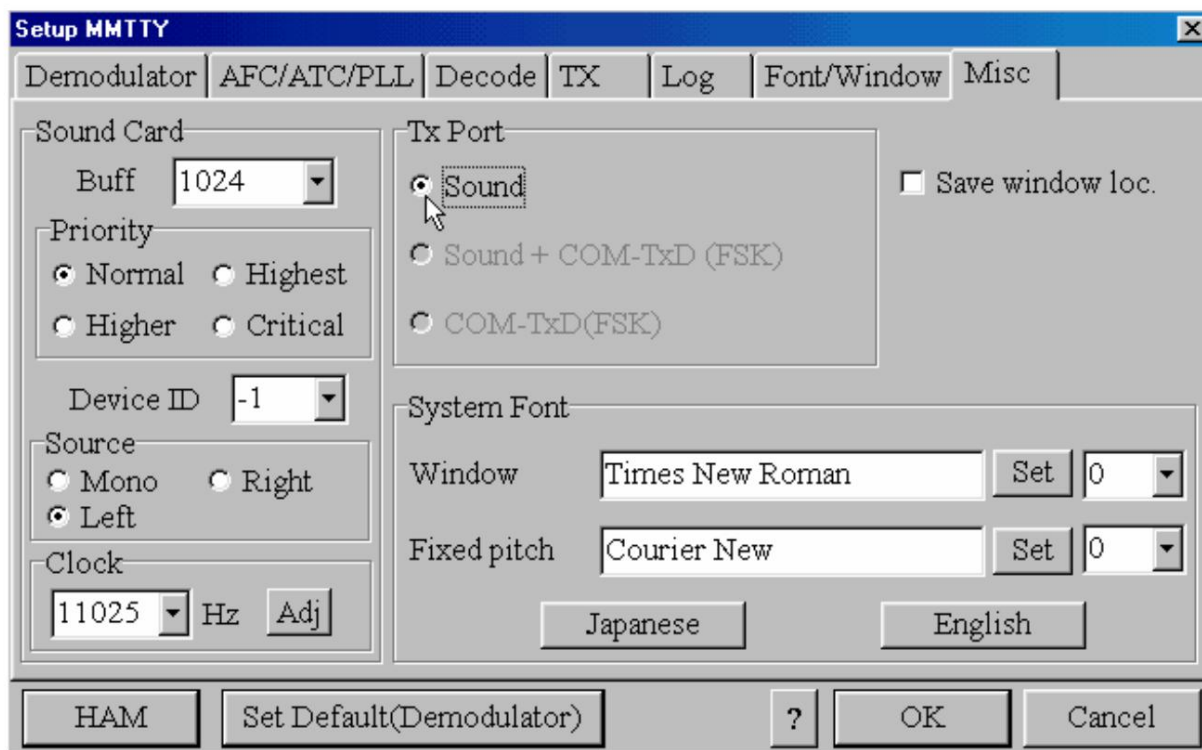 Setup MMTTY
Demodulator AFC/ATC/PLL Decode TX Log Font/Window Misc
Sound Card
Buff 1024
Priority
Normal Highest
Higher Critical
Device ID -1
Source
Mono Right
Left
Clock
11025 Hz Adj
Tx Port
Sound
Sound + COM-TxD (FSK)
COM-TxD(FSK)
Save window loc.
System Font
Window Times New Roman Set 0
Fixed pitch Courier New Set 0
Japanese English
HAM Set Default(Demodulator) ? OK Cancel